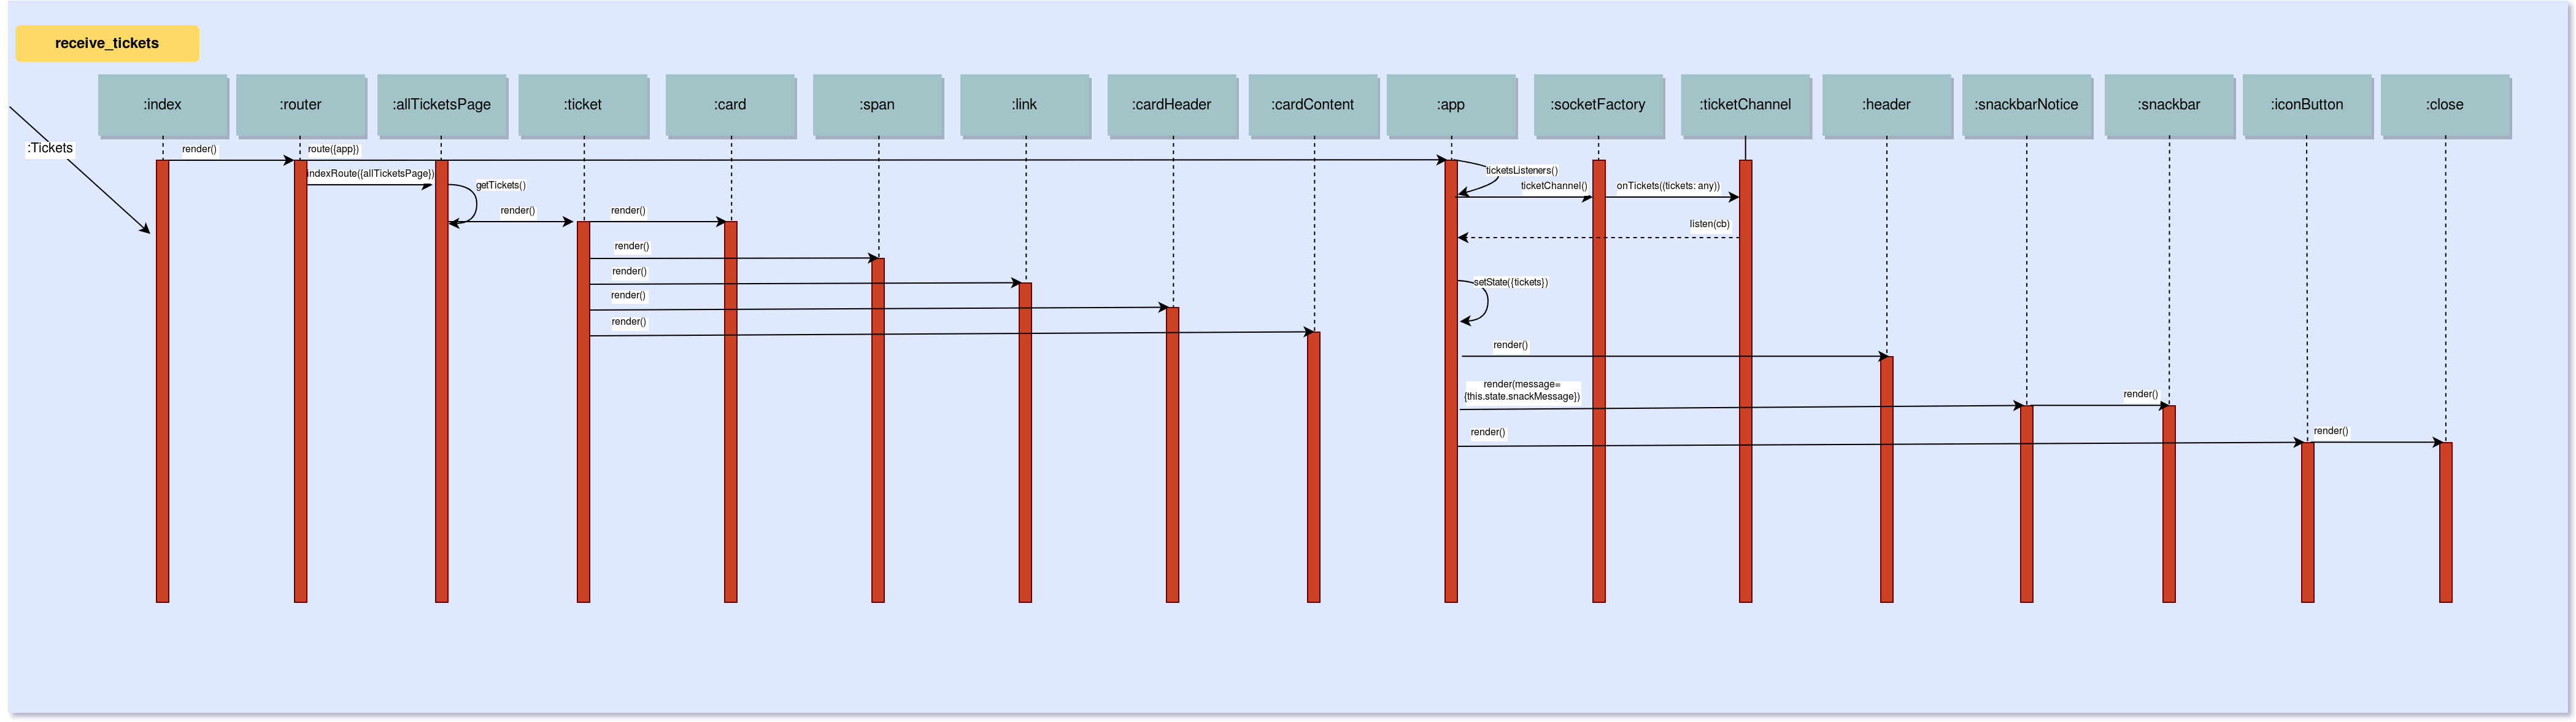 receive_tickets
:index
:router
:allTicketsPage
:ticket
:card
:span
:link
:cardHeader
:cardContent
:app
:socketFactory
:ticketChannel
:header
:snackbarNotice
:snackbar
:iconButton
:close
:Tickets
render()
route({app})
indexRoute({allTicketsPage})
getTickets()
ticketsListeners()
ticketChannel()
onTickets((tickets: any))
render()
render()
listen(cb)
render()
render()
setState({tickets})
render()
render()
render()
render(message=
{this.state.snackMessage})
render()
render()
render()